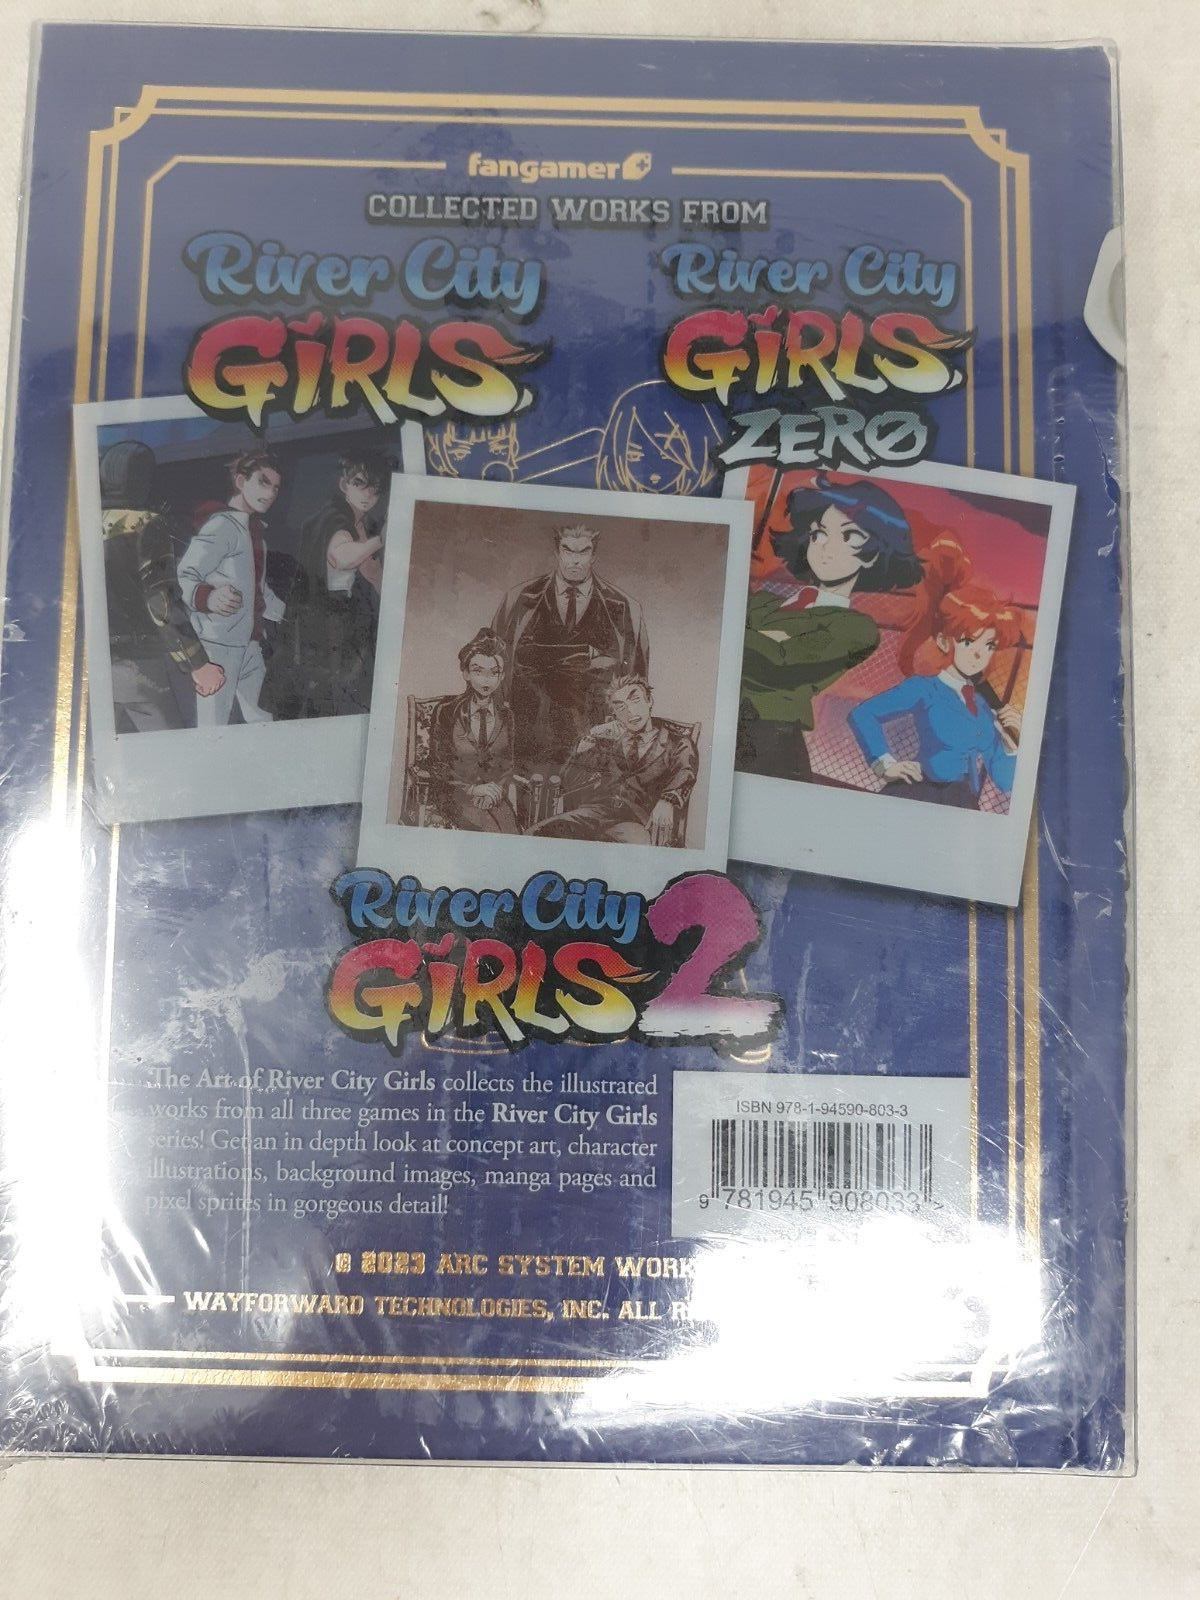 fangamer
COLLECTED WORKS FROM
River City
GIRLS
River City
GIRLS
ZERO
River City
GIRLS 2
The Art of River City Girls collects the illustrated
works from all three games in the River City Girls
series! Get an in depth look at concept art, character
illustrations, background images, manga pages and
pixel sprites in gorgeous detail!
ISBN 978-1-94590-803-3
9 781945 908033 >
© 2023 ARC SYSTEM
WAYFORWARD TECHNOLOGIES, INC. ALL